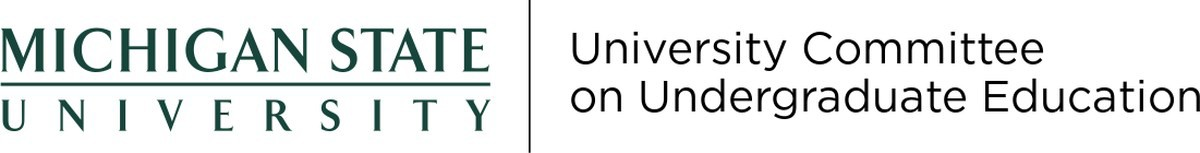 MICHIGAN STATE
UNIVERSITY
University Committee
on Undergraduate Education